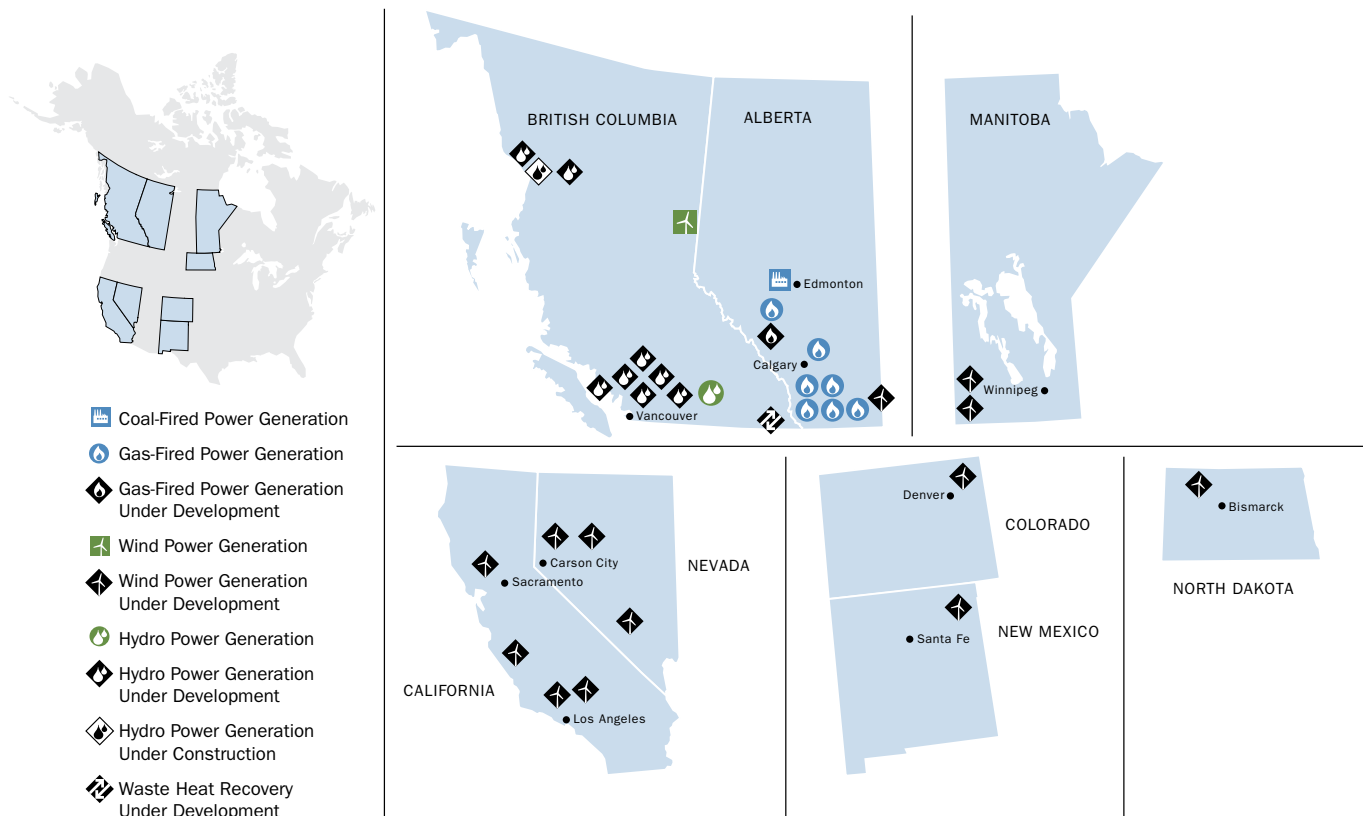 BRITISH COLUMBIA
ALBERTA
MANITOBA
Edmonton
Calgary
Winnipeg
Vancouver
Coal-Fired Power Generation
Gas-Fired Power Generation
Gas-Fired Power Generation
Under Development
Wind Power Generation
Wind Power Generation
Under Development
Hydro Power Generation
Hydro Power Generation
Under Development
Hydro Power Generation
Under Construction
Waste Heat Recovery
Under Development
Denver
COLORADO
Bismarck
Carson City
NEVADA
Sacramento
NORTH DAKOTA
Santa Fe
NEW MEXICO
CALIFORNIA
Los Angeles